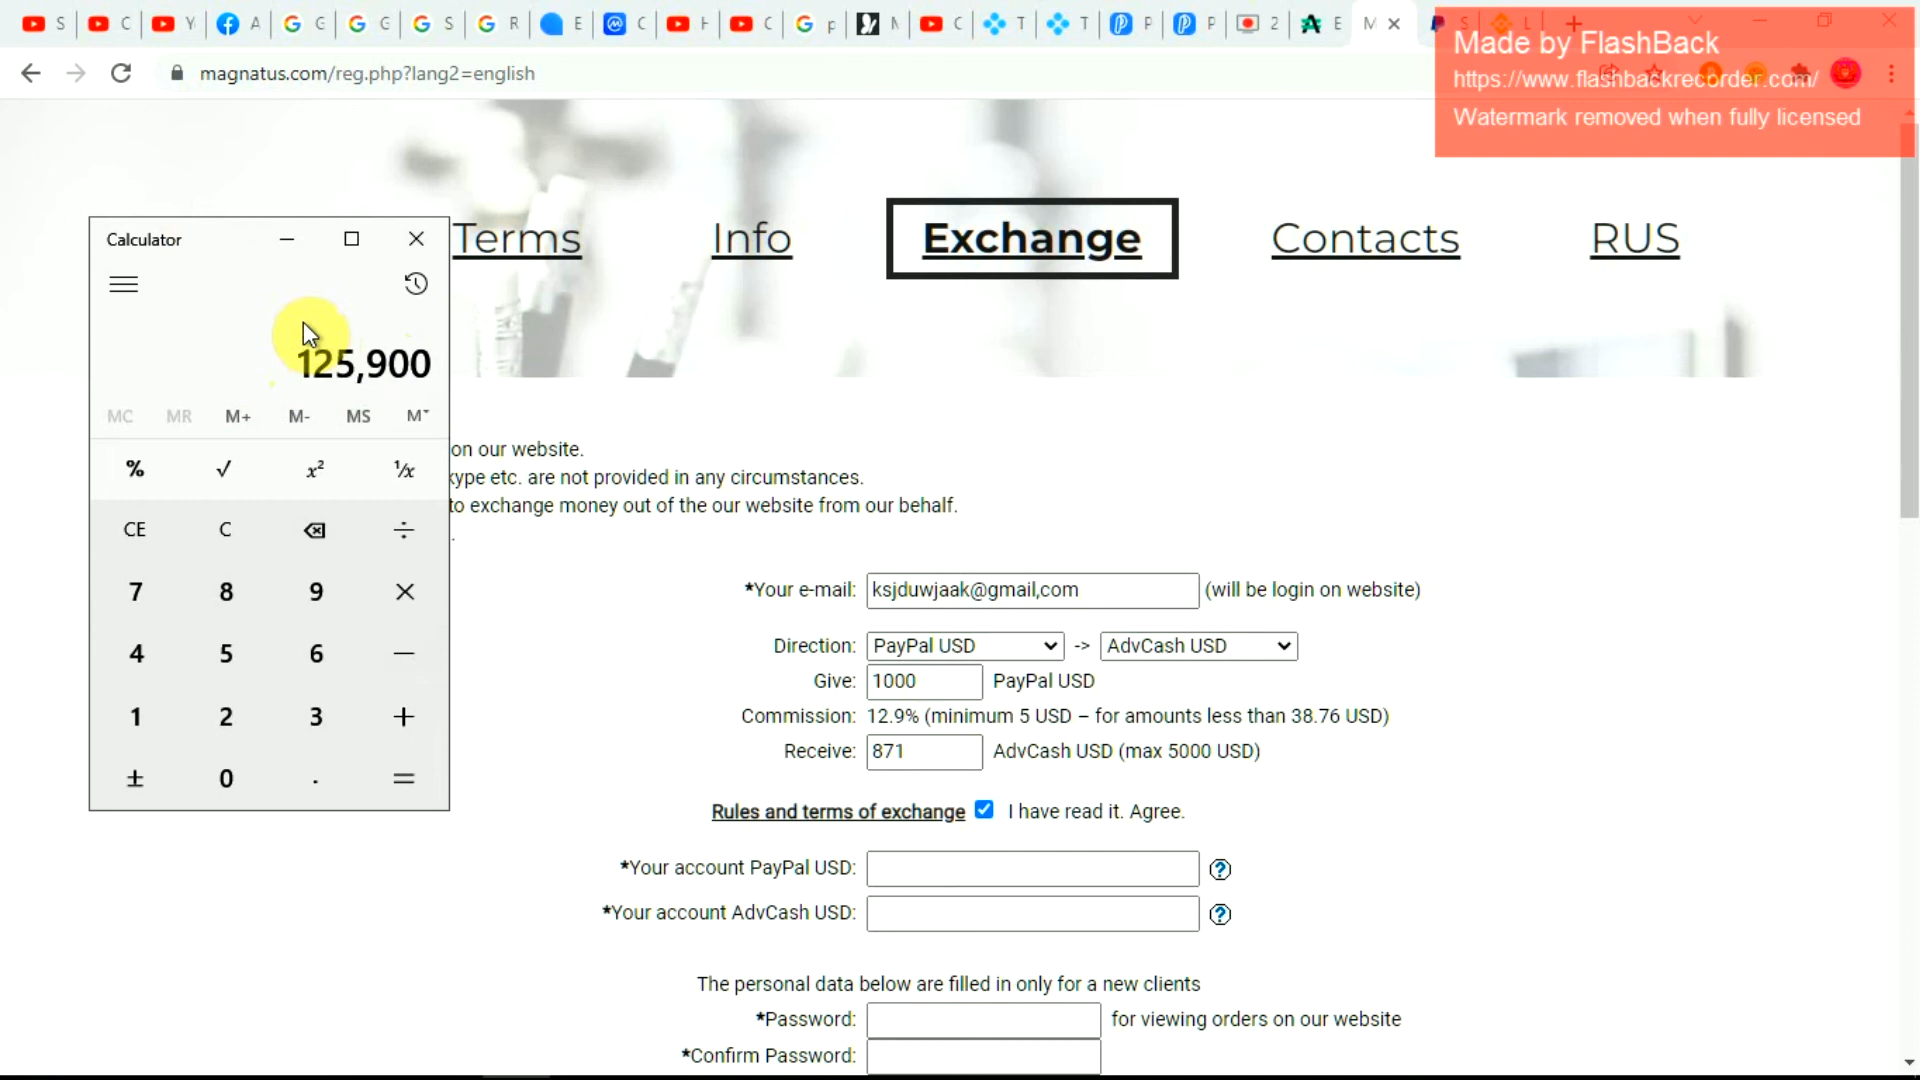 S C Y A G G S R E C H C p M C T T P P 2 E M S L
magnatus.com/reg.php?lang2=english
Made by FlashBack
https://www.flashbackrecorder.com/
Watermark removed when fully licensed
Terms Info Exchange Contacts RUS
Calculator
125,900
MC MR M+ M- MS M˅
% √ x² ¹/x
CE C ÷
7 8 9 ×
4 5 6 −
1 2 3 +
± 0 . =
on our website.
kype etc. are not provided in any circumstances.
to exchange money out of the our website from our behalf.
.
*Your e-mail: ksjduwjaak@gmail,com (will be login on website)
Direction: PayPal USD -> AdvCash USD
Give: 1000 PayPal USD
Commission: 12.9% (minimum 5 USD – for amounts less than 38.76 USD)
Receive: 871 AdvCash USD (max 5000 USD)
Rules and terms of exchange I have read it. Agree.
*Your account PayPal USD: ?
*Your account AdvCash USD: ?
The personal data below are filled in only for a new clients
*Password: for viewing orders on our website
*Confirm Password: